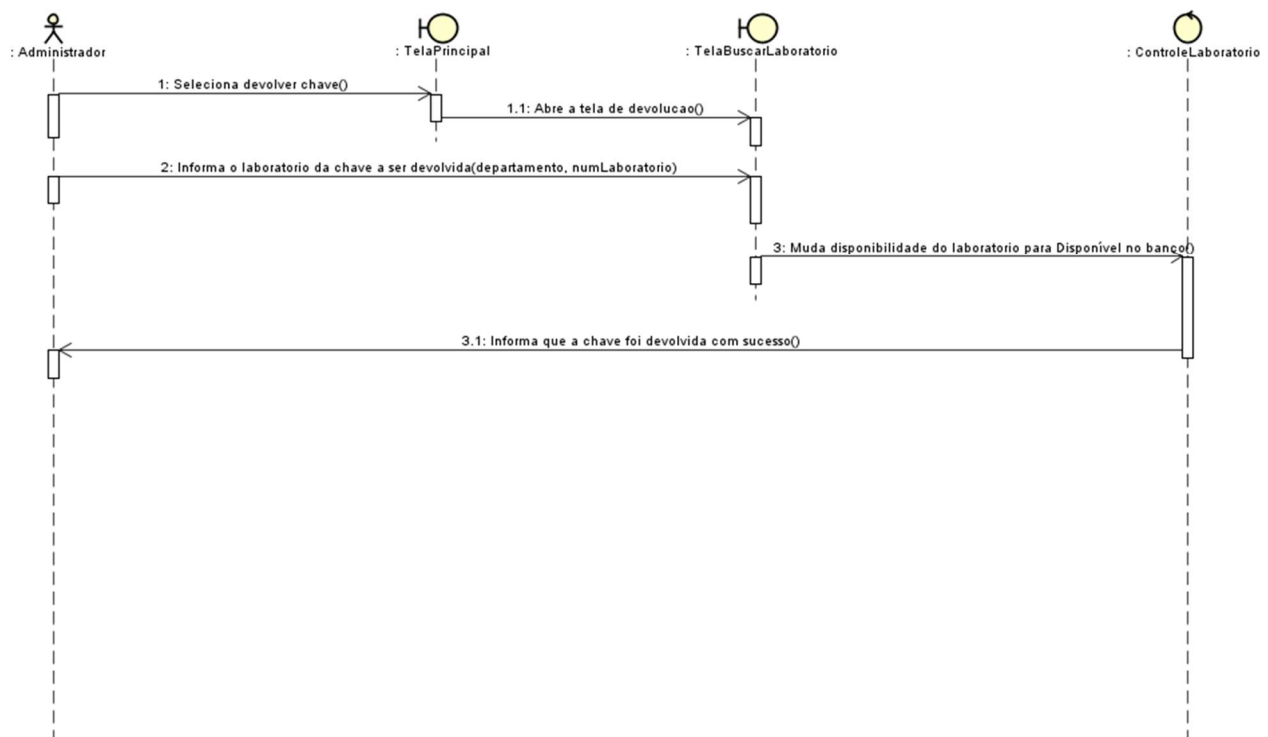 : Administrador
: TelaPrincipal
: TelaBuscarLaboratorio
: ControleLaboratorio
1: Seleciona devolver chave()
1.1: Abre a tela de devolucao()
2: Informa o laboratorio da chave a ser devolvida(departamento, numLaboratorio)
3: Muda disponibilidade do laboratorio para Disponível no banco()
3.1: Informa que a chave foi devolvida com sucesso()